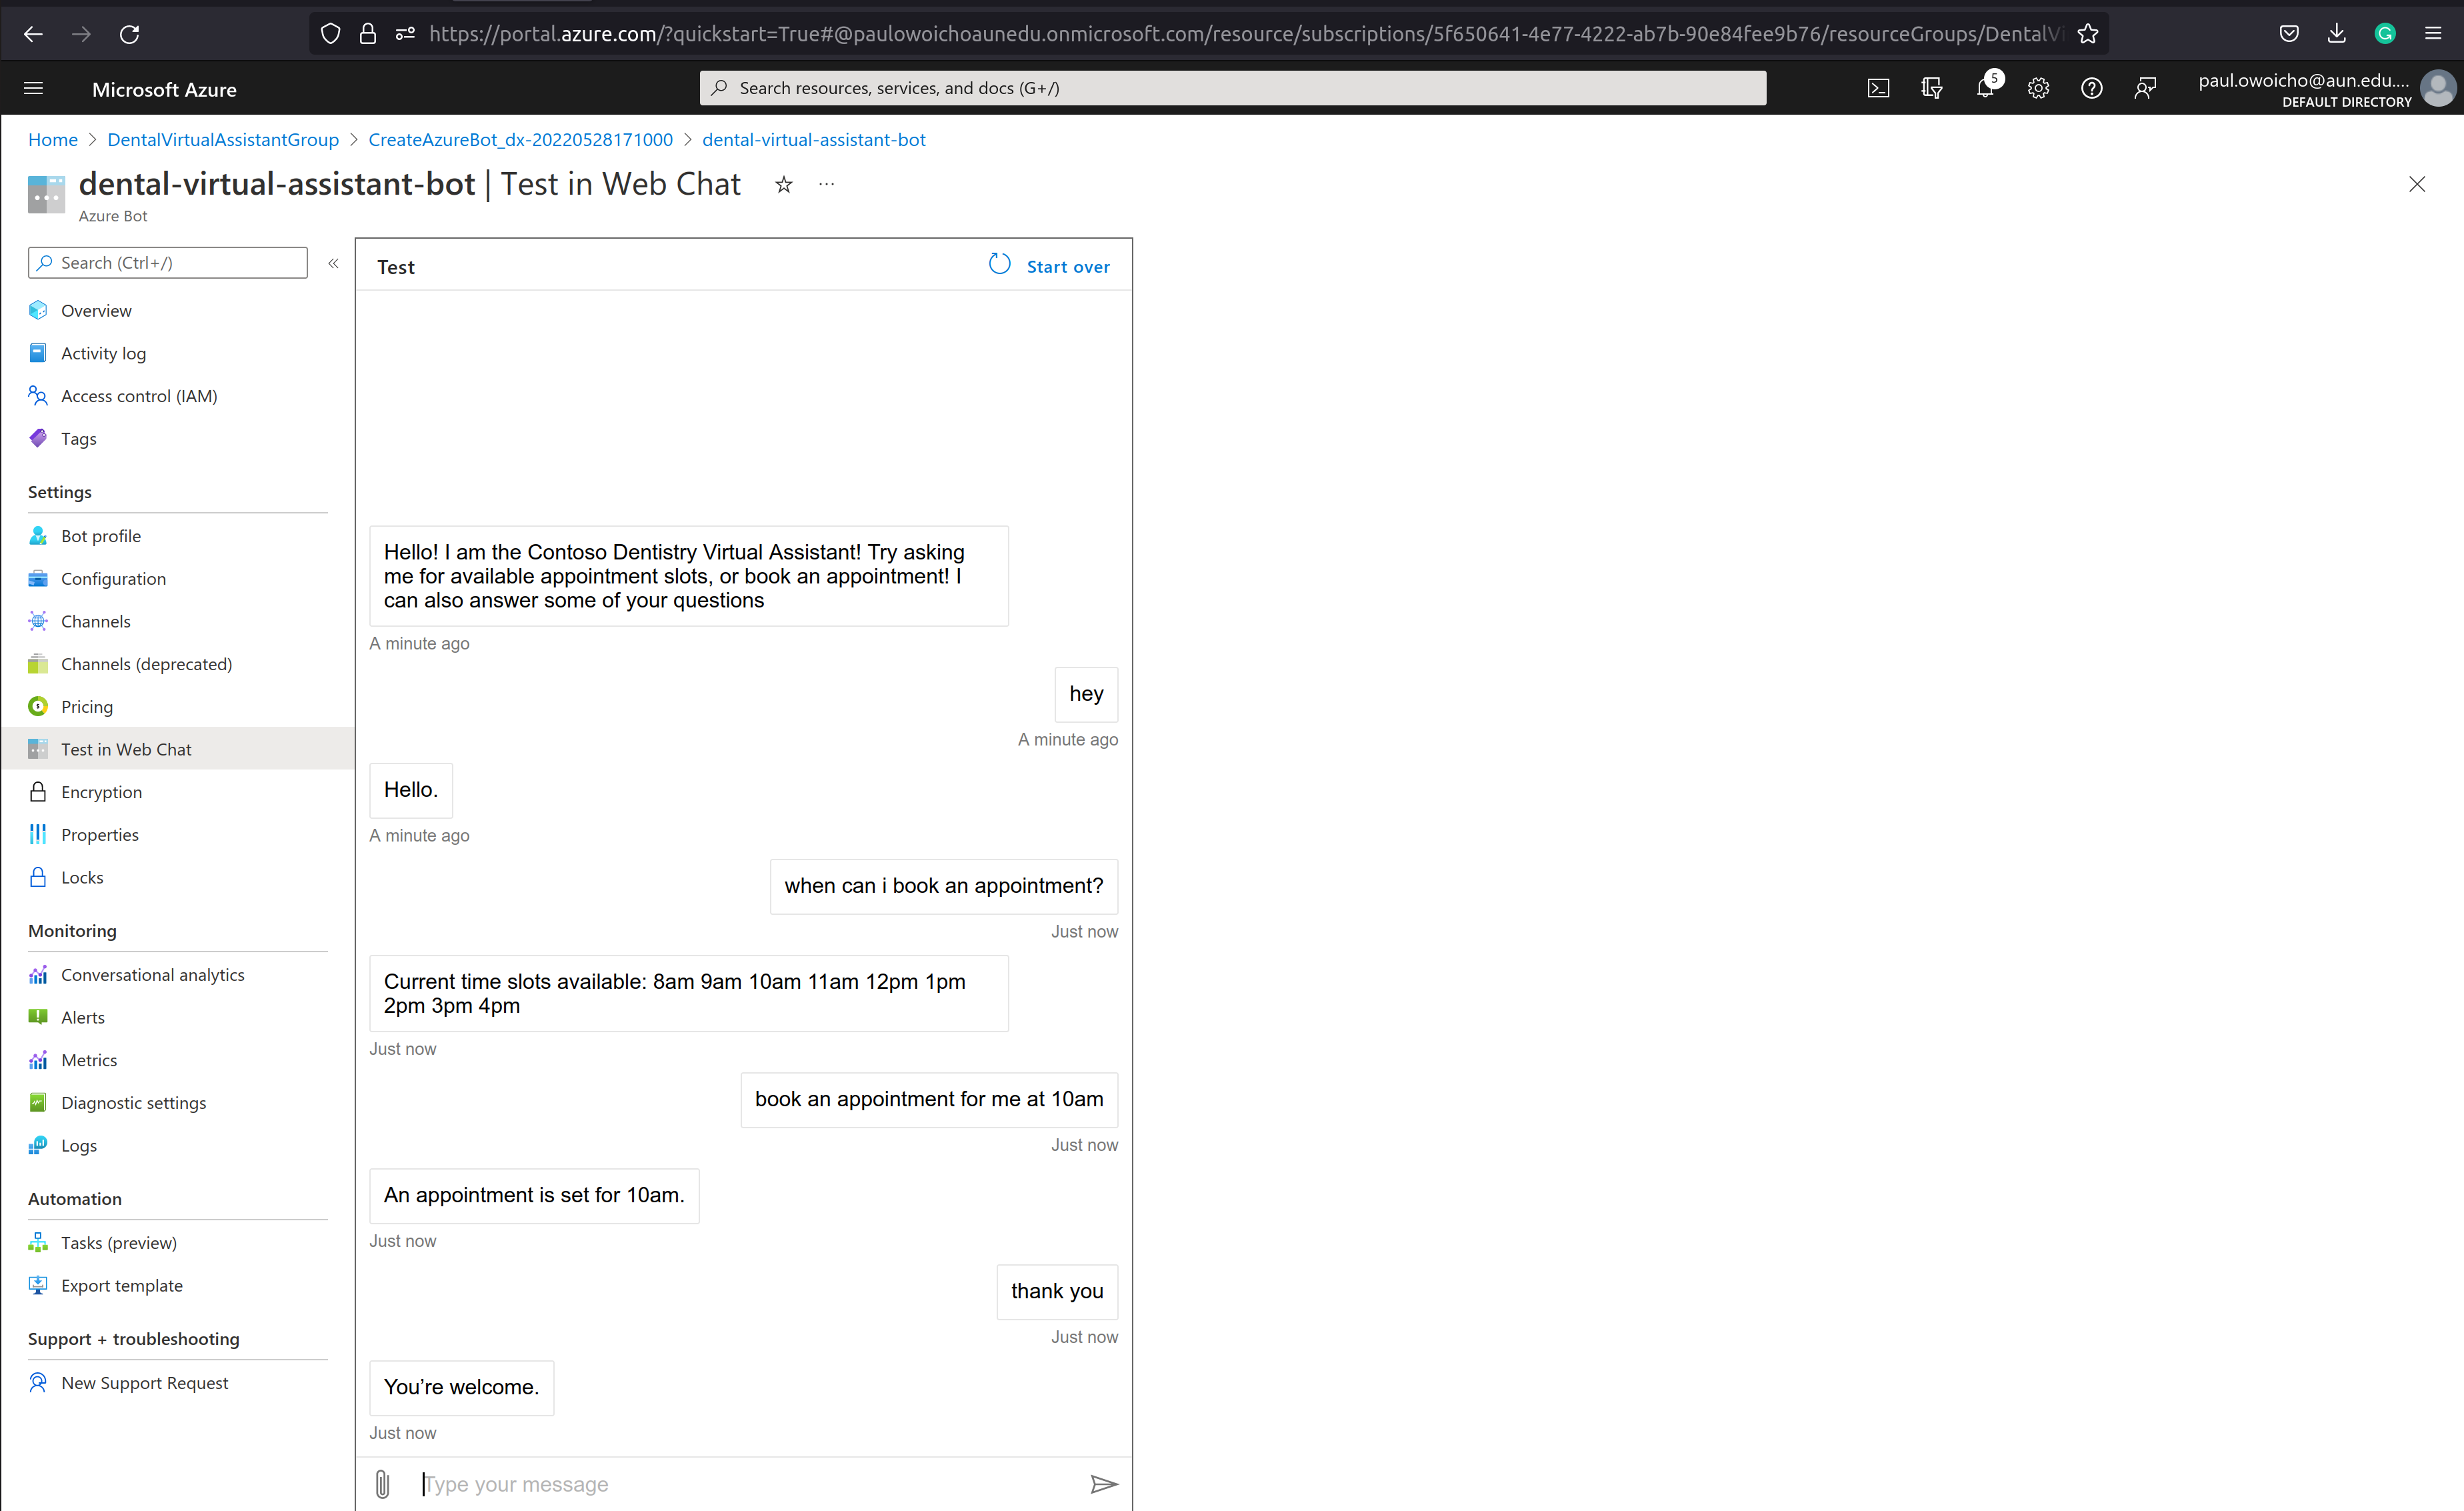 https://portal.azure.com/?quickstart=True#@paulowoichoaunedu.onmicrosoft.com/resource/subscriptions/5f650641-4e77-4222-ab7b-90e84fee9b76/resourceGroups/DentalVi
Microsoft Azure
Search resources, services, and docs (G+/)
5
paul.owoicho@aun.edu....
DEFAULT DIRECTORY
Home > DentalVirtualAssistantGroup > CreateAzureBot_dx-20220528171000 > dental-virtual-assistant-bot
dental-virtual-assistant-bot | Test in Web Chat
Azure Bot
Search (Ctrl+/)
Overview
Activity log
Access control (IAM)
Tags
Settings
Bot profile
Configuration
Channels
Channels (deprecated)
Pricing
Test in Web Chat
Encryption
Properties
Locks
Monitoring
Conversational analytics
Alerts
Metrics
Diagnostic settings
Logs
Automation
Tasks (preview)
Export template
Support + troubleshooting
New Support Request
Test
Start over
Hello! I am the Contoso Dentistry Virtual Assistant! Try asking
me for available appointment slots, or book an appointment! I
can also answer some of your questions
A minute ago
hey
A minute ago
Hello.
A minute ago
when can i book an appointment?
Just now
Current time slots available: 8am 9am 10am 11am 12pm 1pm
2pm 3pm 4pm
Just now
book an appointment for me at 10am
Just now
An appointment is set for 10am.
Just now
thank you
Just now
You’re welcome.
Just now
Type your message